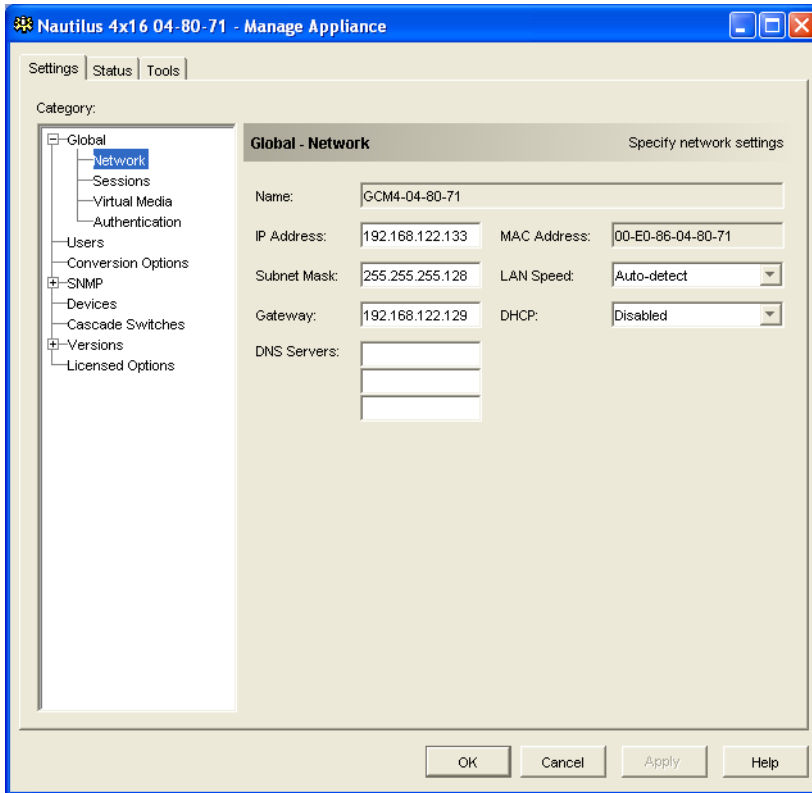 Nautilus 4x16 04-80-71 - Manage Appliance
Settings Status Tools
Category:
Global
Network
Sessions
Virtual Media
Authentication
Users
Conversion Options
SNMP
Devices
Cascade Switches
Versions
Licensed Options
Global - Network Specify network settings
Name: GCM4-04-80-71
IP Address: 192.168.122.133 MAC Address: 00-E0-86-04-80-71
Subnet Mask: 255.255.255.128 LAN Speed: Auto-detect
Gateway: 192.168.122.129 DHCP: Disabled
DNS Servers:
OK Cancel Apply Help